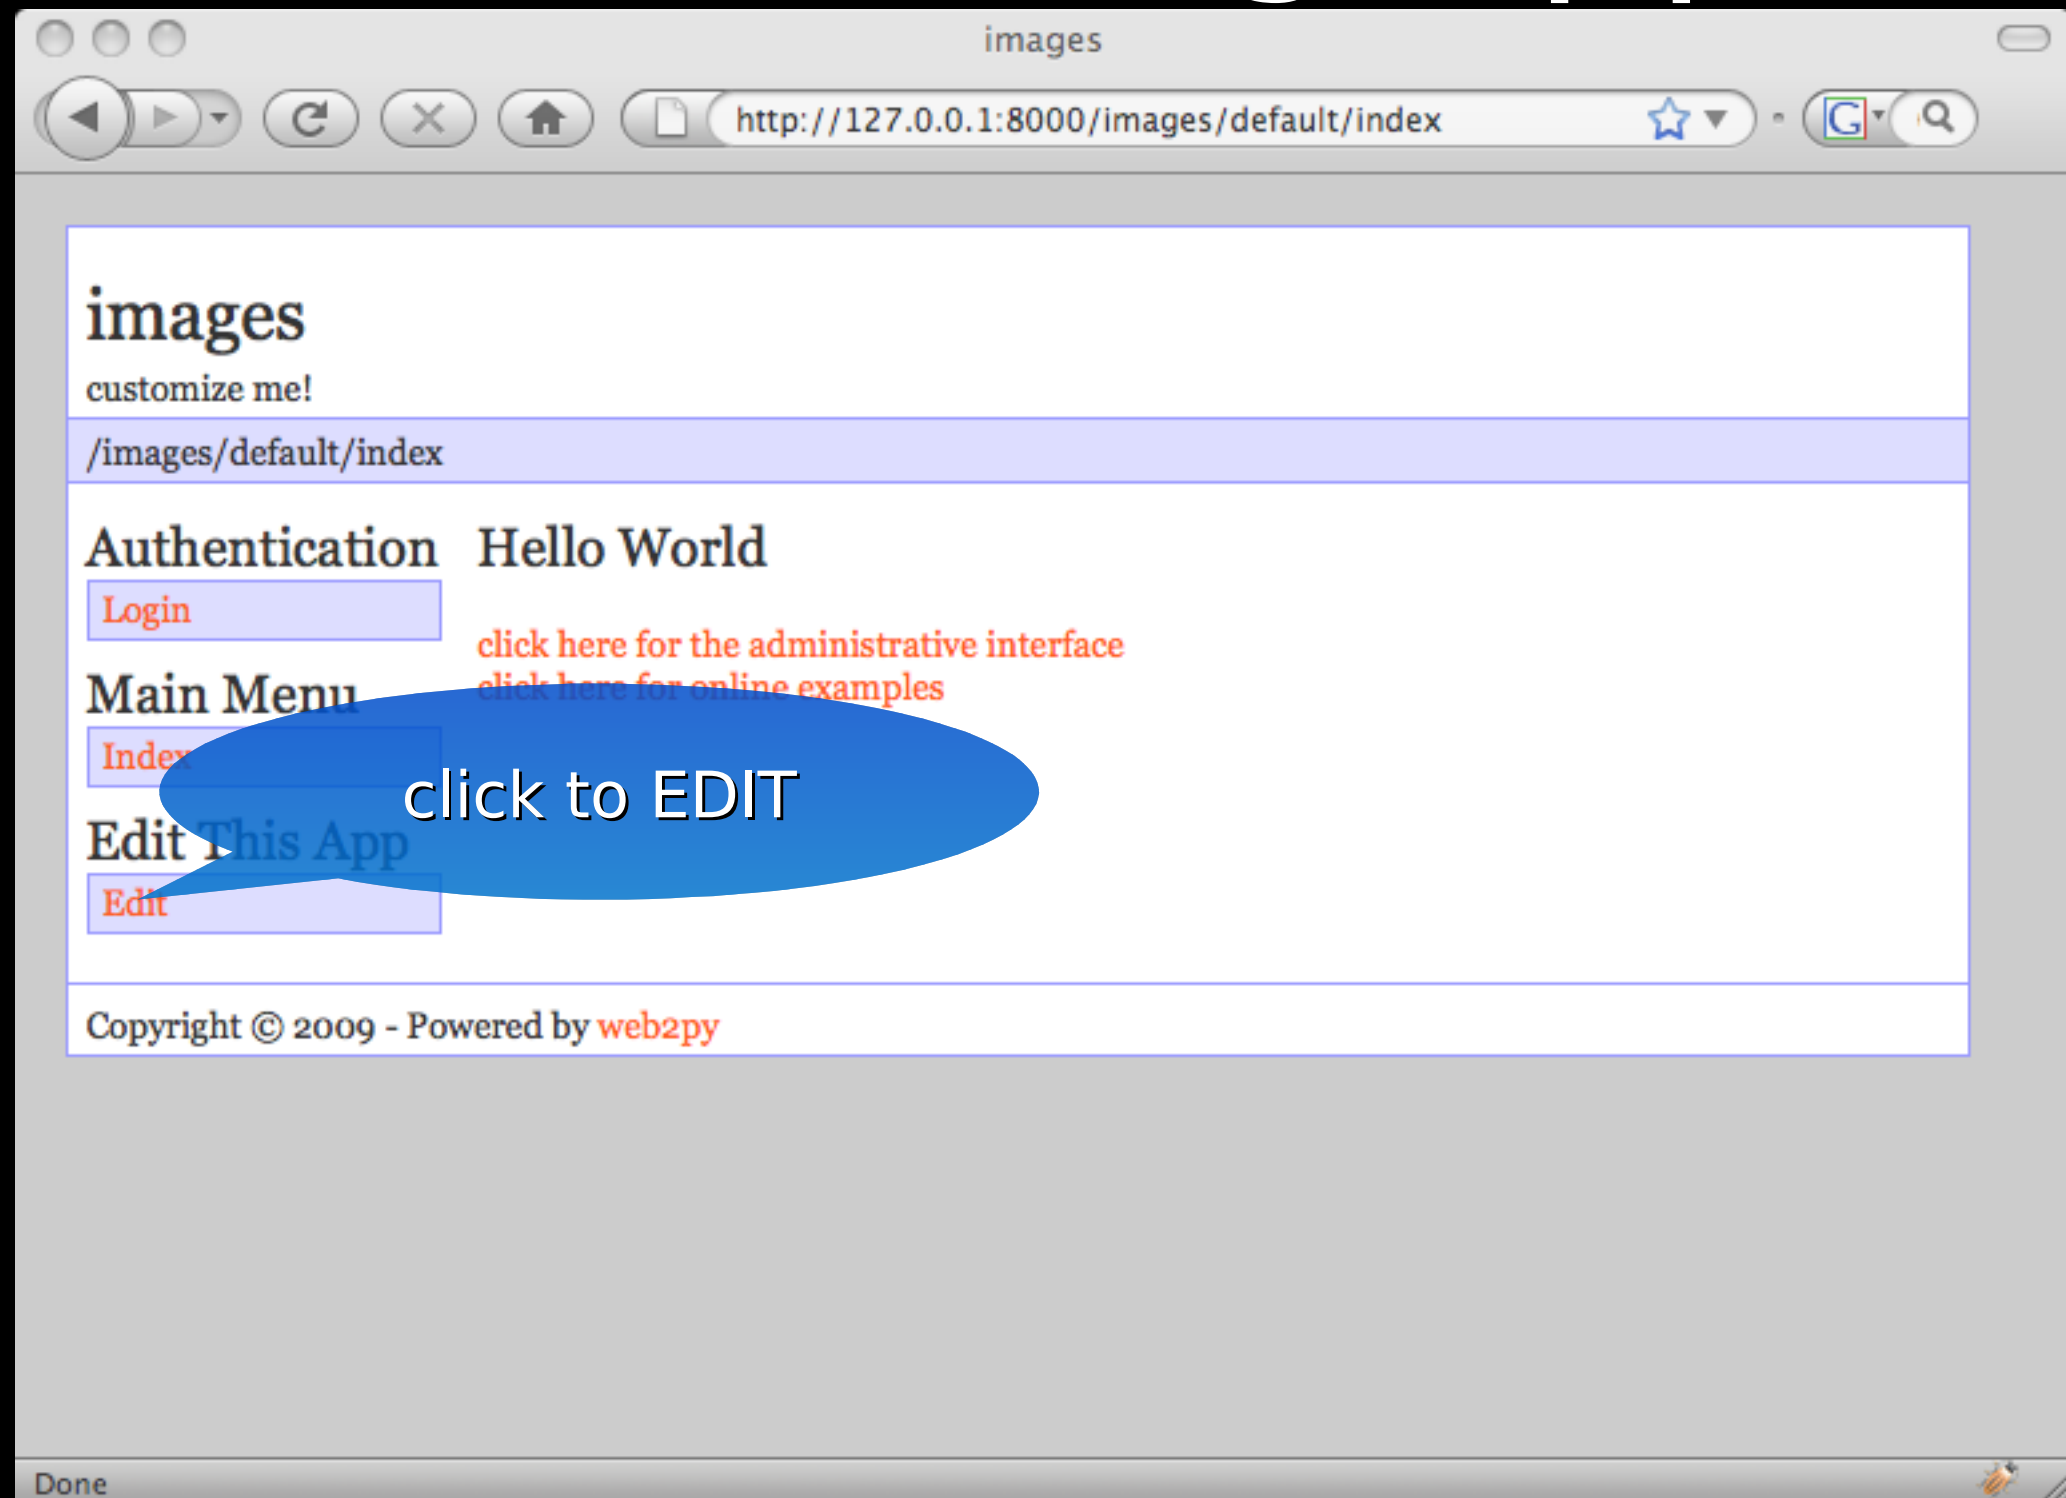 images
http://127.0.0.1:8000/images/default/index
images
customize me!
/images/default/index
Authentication
Hello World
Login
click here for the administrative interface
click here for online examples
Main Menu
Index
click to EDIT
Edit This App
Edit
Copyright © 2009 - Powered by web2py
Done